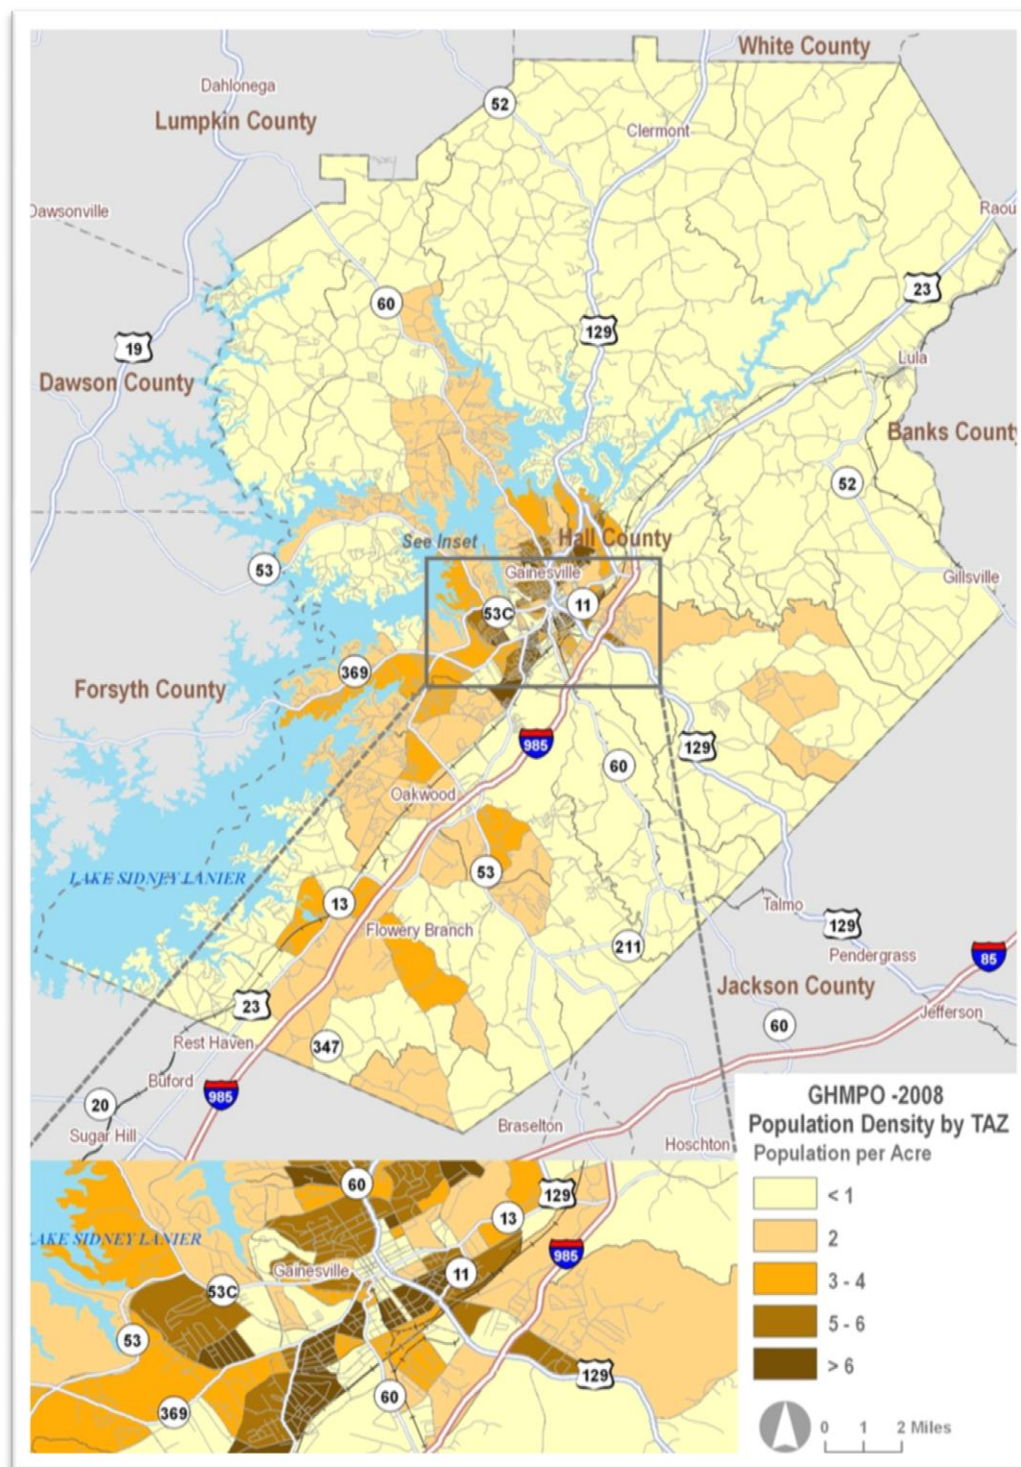 White County
Dahlonega
Lumpkin County
52
Clermont
Dawsonville
Raou
23
60
129
19
Lula
Dawson County
Banks County
52
See Inset
Hall County
53
Gainesville
Gillsville
53C
11
369
Forsyth County
985
129
60
Oakwood
53
LAKE SIDNEY LANIER
13
Talmo
Flowery Branch
129
211
Pendergrass
85
Jackson County
23
Jefferson
60
Rest Haven
347
Buford
985
20
Braselton
Sugar Hill
Hoschton
GHMPO -2008
Population Density by TAZ
Population per Acre
< 1
2
3 - 4
5 - 6
> 6
0 1 2 Miles
60
129
13
LAKE SIDNEY LANIER
985
Gainesville
11
53C
53
129
60
369